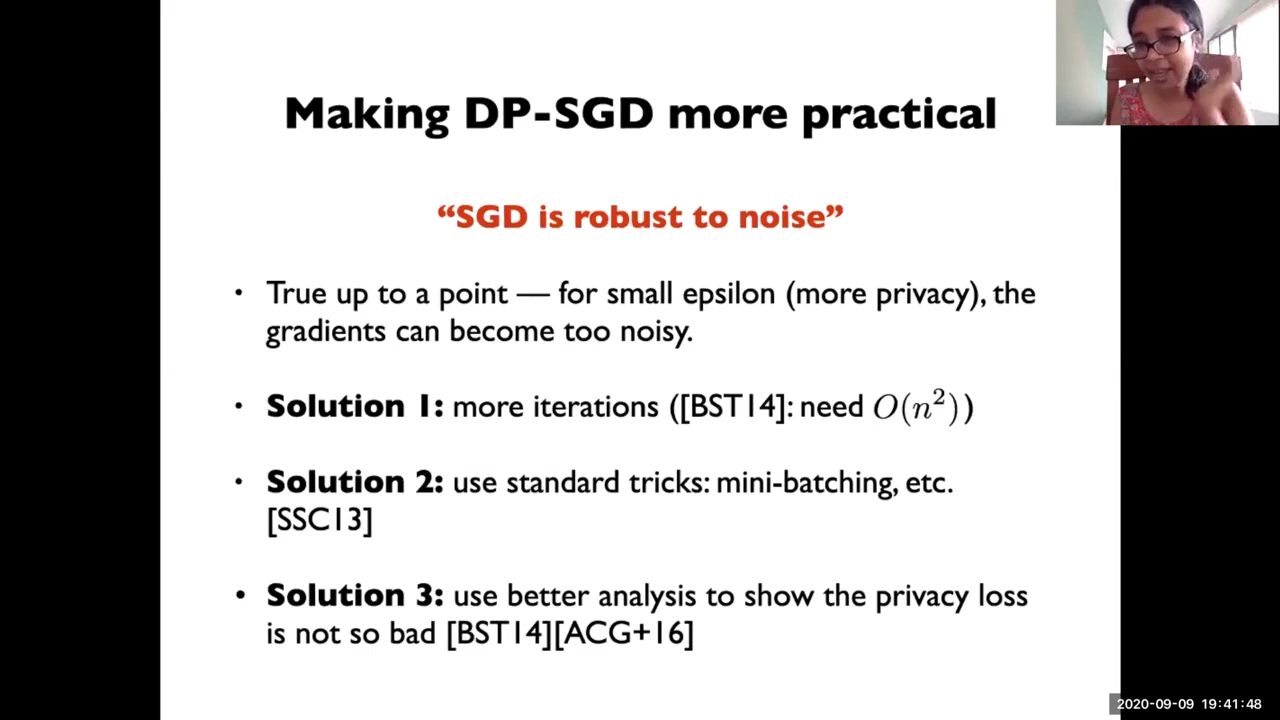 Making DP-SGD more practical
“SGD is robust to noise”
• True up to a point — for small epsilon (more privacy), the
gradients can become too noisy.
• Solution 1: more iterations ([BST14]: need O(n²))
• Solution 2: use standard tricks: mini-batching, etc.
[SSC13]
• Solution 3: use better analysis to show the privacy loss
is not so bad [BST14][ACG+16]
2020-09-09 19:41:48